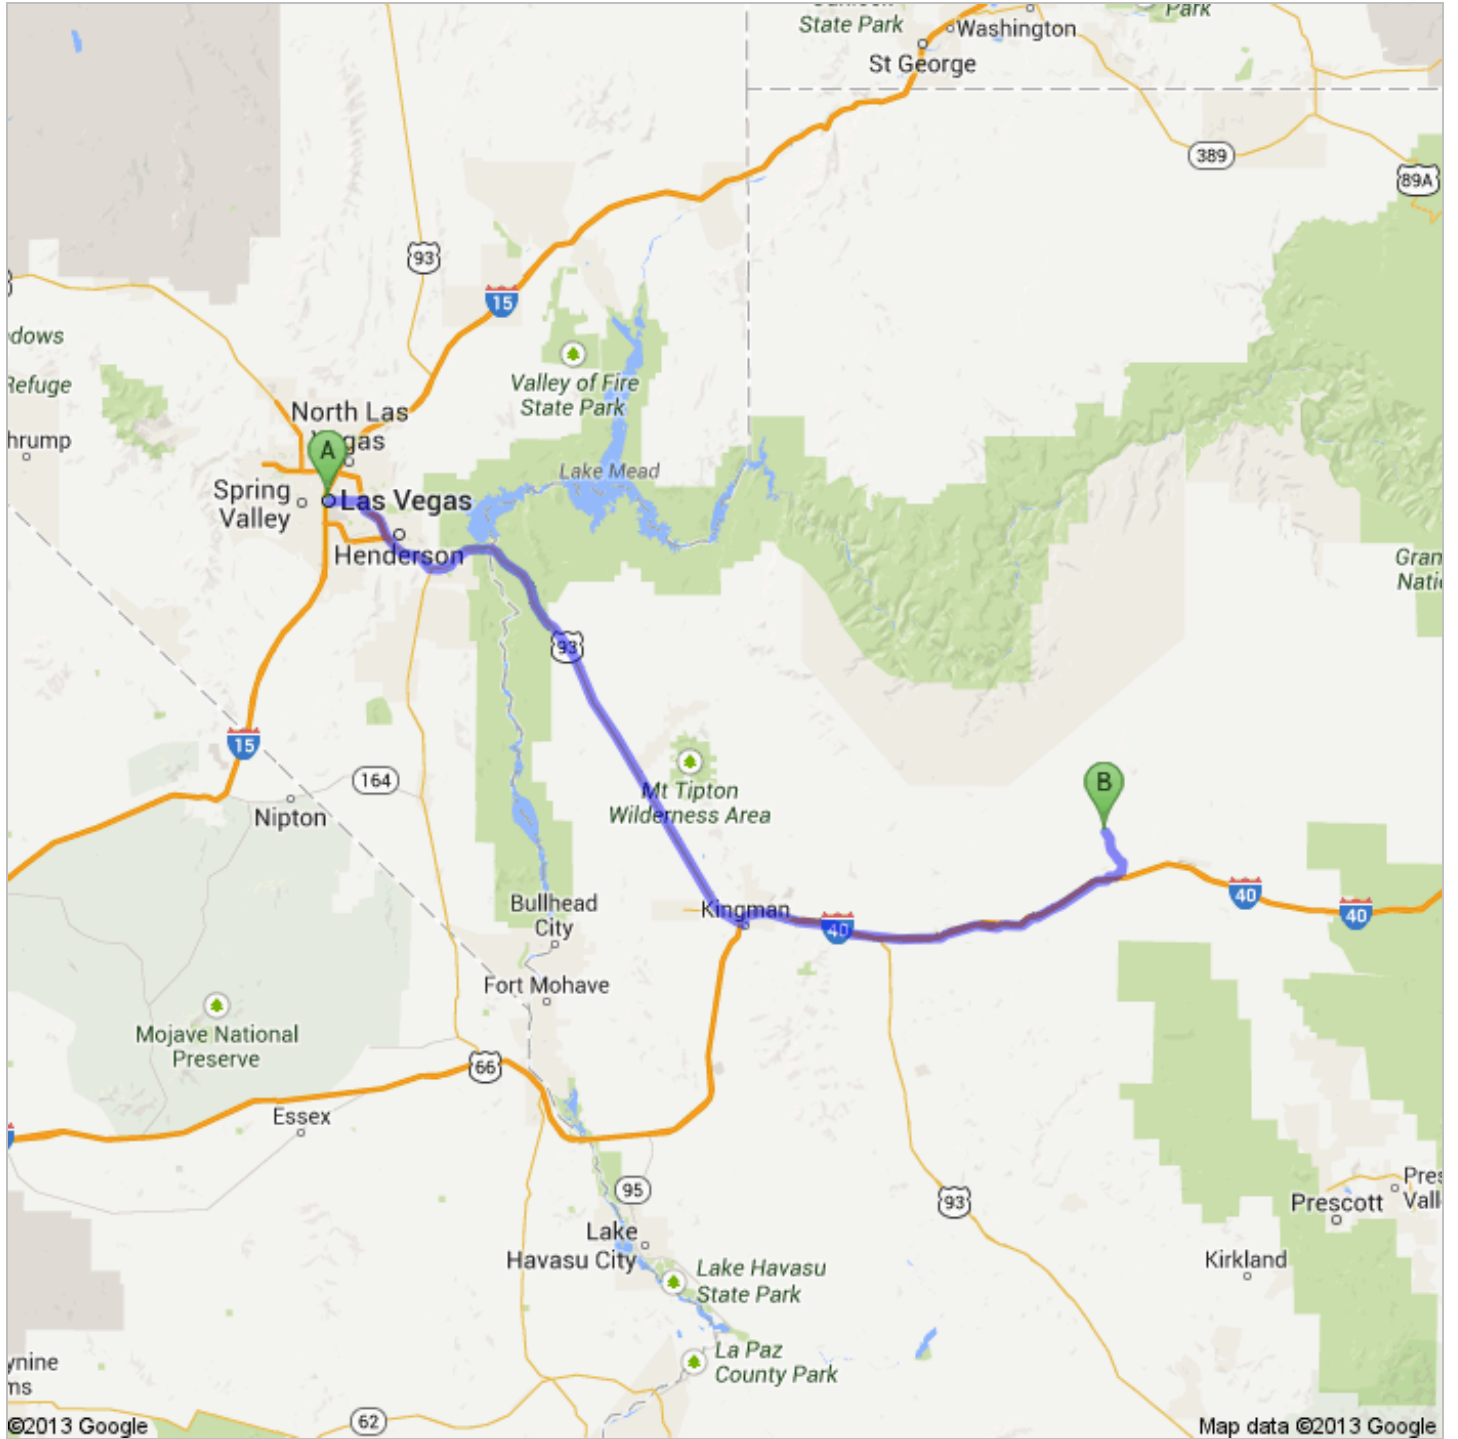 State Park
Park
Washington
St George
389
89A
93
15
dows
Refuge
Valley of Fire
State Park
North Las
Vegas
hrump
A
Lake Mead
Spring
Valley
Las Vegas
Henderson
Gran
Natio
93
15
164
Nipton
Mt Tipton
Wilderness Area
B
Bullhead
City
Kingman
40
40
40
Fort Mohave
Mojave National
Preserve
66
Essex
95
93
Pres
Vall
Prescott
Lake
Havasu City
Kirkland
Lake Havasu
State Park
La Paz
County Park
ynine
ms
62
©2013 Google
Map data ©2013 Google